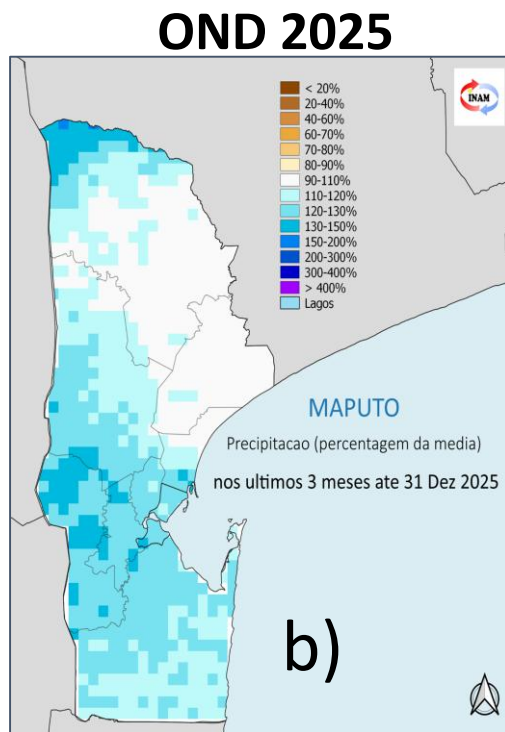 OND 2025
INAM
< 20%
20-40%
40-60%
60-70%
70-80%
80-90%
90-110%
110-120%
120-130%
130-150%
150-200%
200-300%
300-400%
> 400%
Lagos
MAPUTO
Precipitacao (percentagem da media)
nos ultimos 3 meses ate 31 Dez 2025
b)